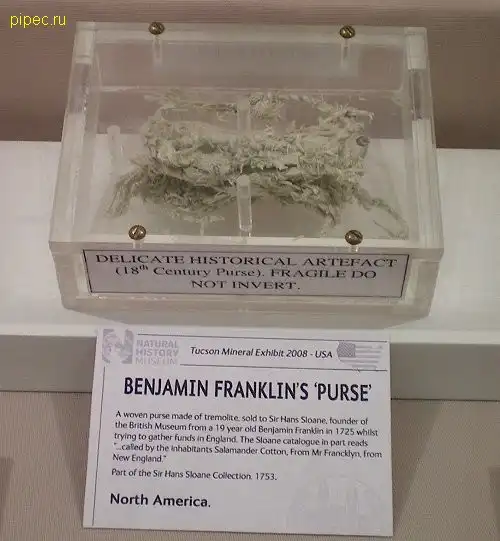 pipec.ru
DELICATE HISTORICAL ARTEFACT
(18th Century Purse). FRAGILE DO
NOT INVERT.
NATURAL
HISTORY
MUSEUM
Tucson Mineral Exhibit 2008 - USA
BENJAMIN FRANKLIN'S 'PURSE'
A woven purse made of tremolite, sold to Sir Hans Sloane, founder of
the British Museum from a 19 year old Benjamin Franklin in 1725 whilst
trying to gather funds in England. The Sloane catalogue in part reads
"...called by the inhabitants Salamander Cotton, From Mr Francklyn, from
New England."
Part of the Sir Hans Sloane Collection, 1753.
North America.